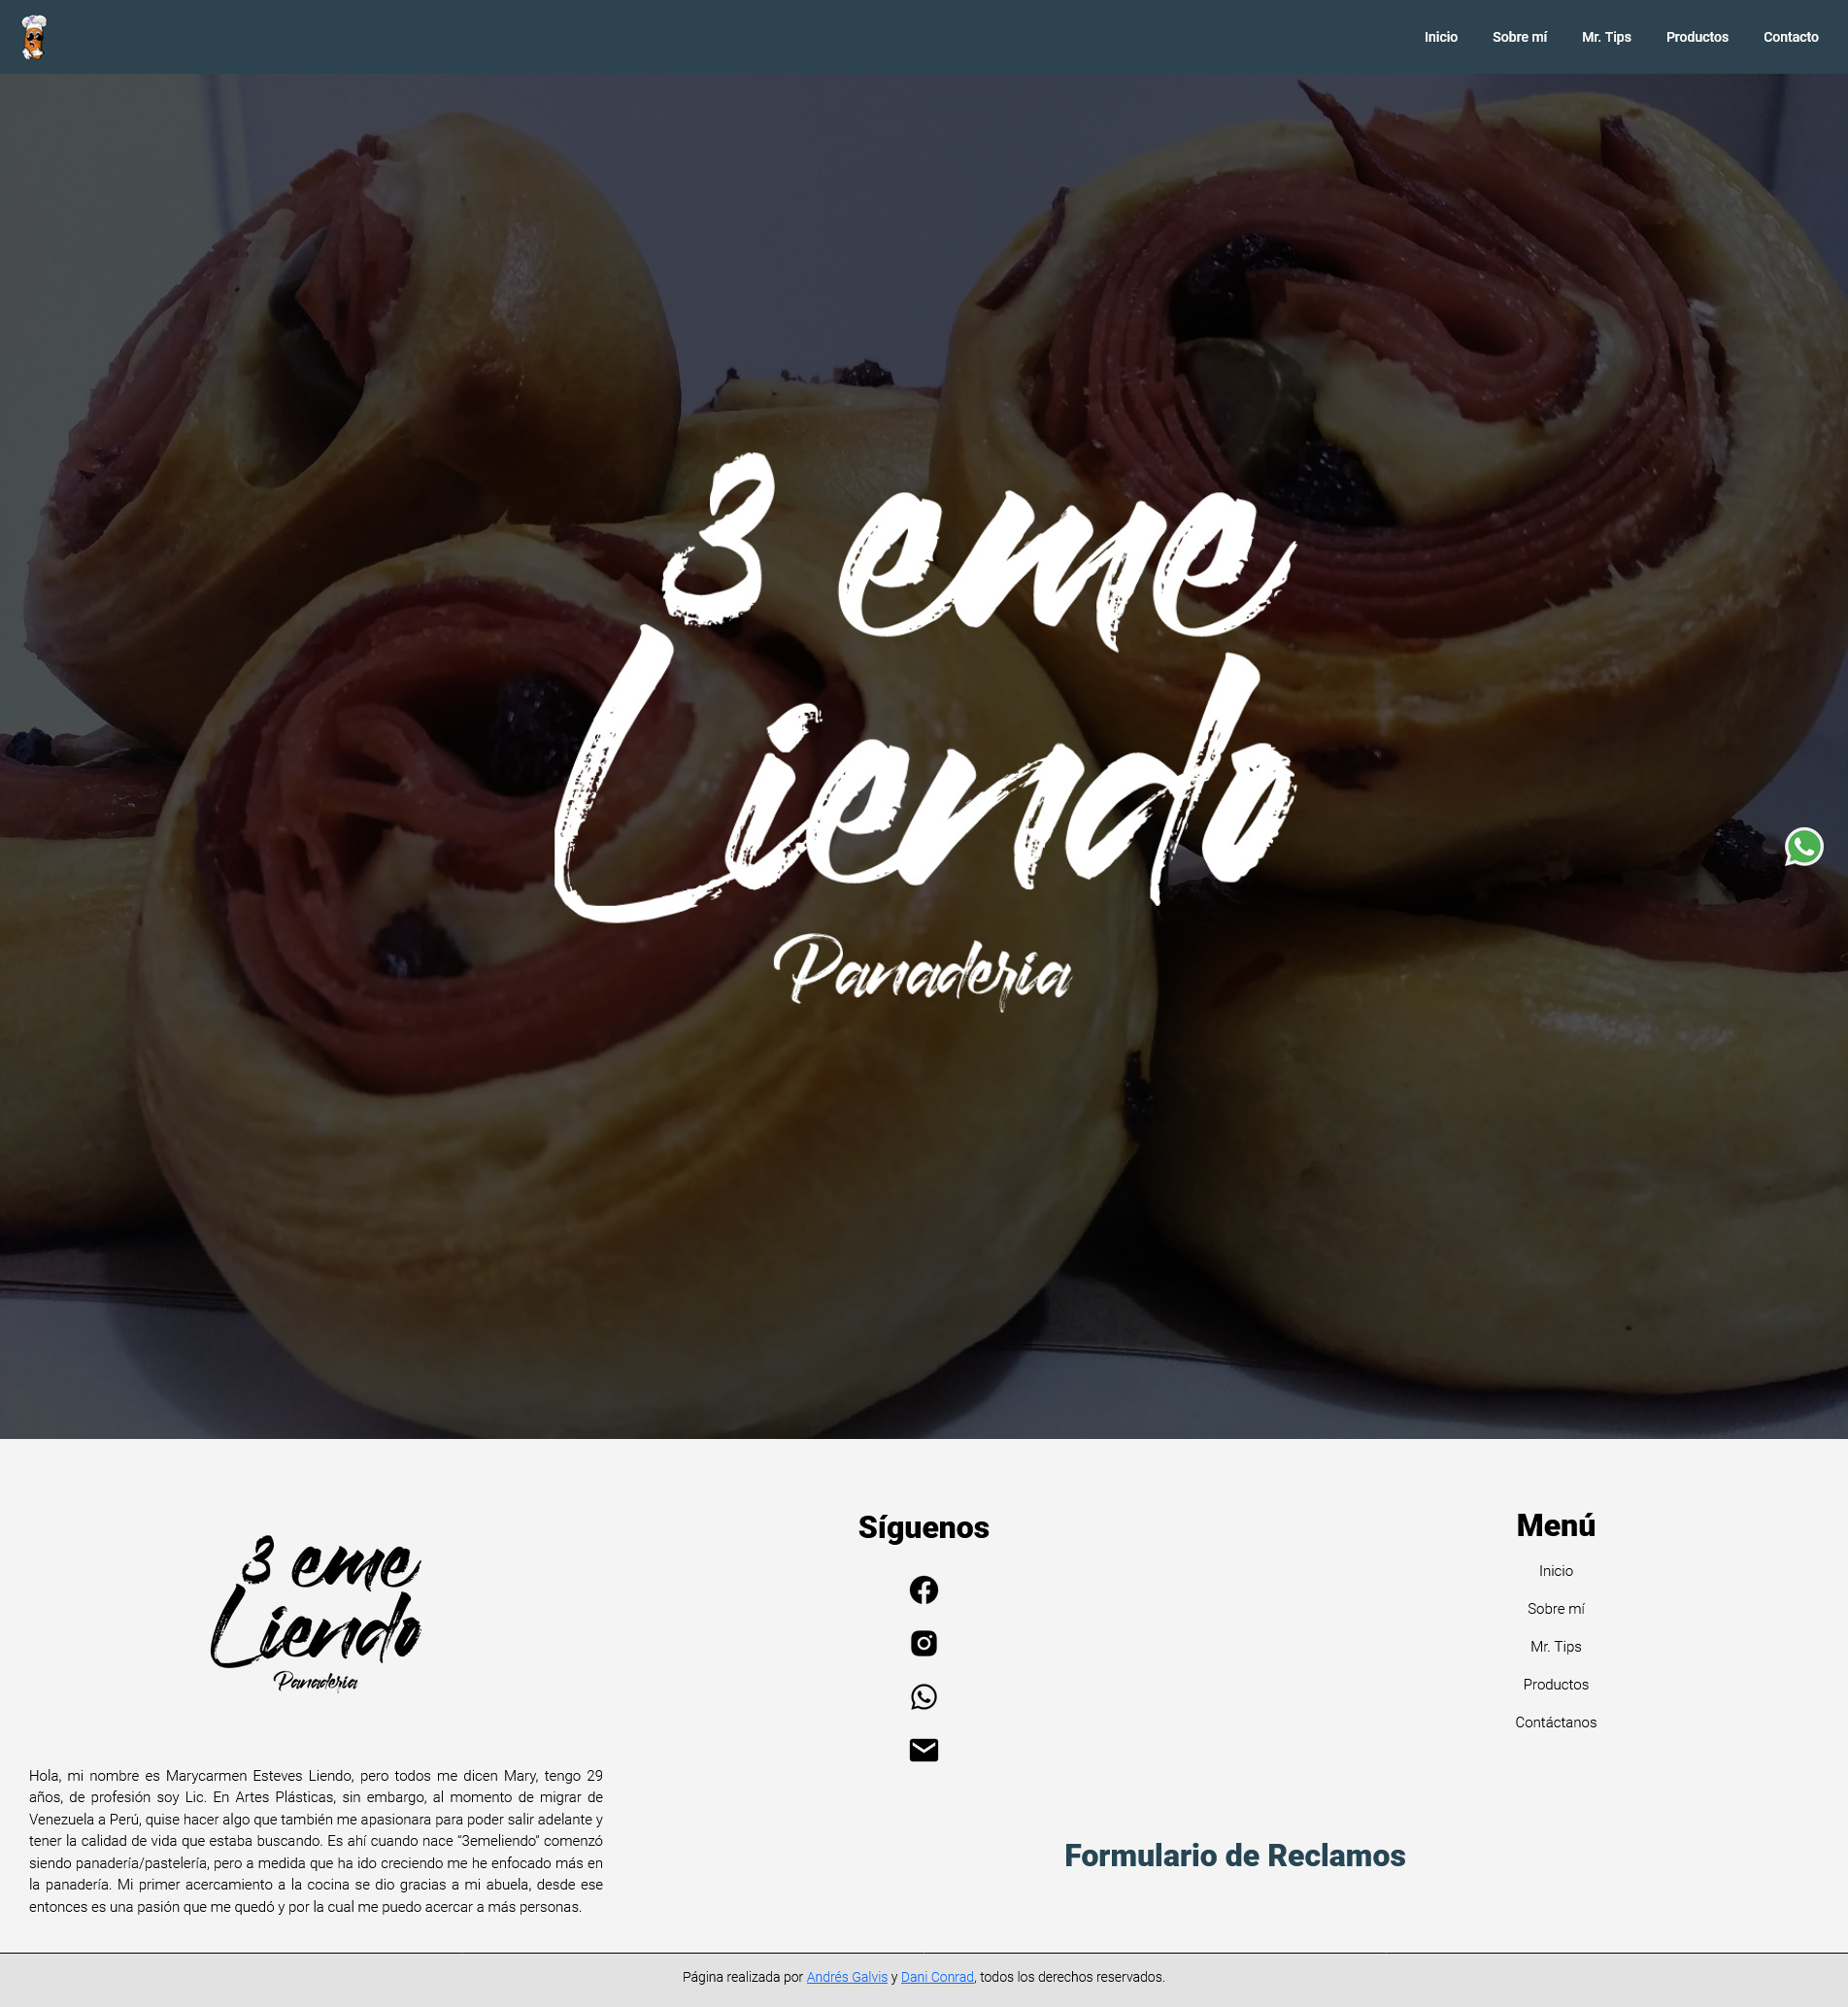 Inicio Sobre mí Mr. Tips Productos Contacto
3 eme
Liendo
Panaderia
3 eme
Liendo
Panaderia
Hola, mi nombre es Marycarmen Esteves Liendo, pero todos me dicen Mary, tengo 29
años, de profesión soy Lic. En Artes Plásticas, sin embargo, al momento de migrar de
Venezuela a Perú, quise hacer algo que también me apasionara para poder salir adelante y
tener la calidad de vida que estaba buscando. Es ahí cuando nace “3emeliendo” comenzó
siendo panadería/pastelería, pero a medida que ha ido creciendo me he enfocado más en
la panadería. Mi primer acercamiento a la cocina se dio gracias a mi abuela, desde ese
entonces es una pasión que me quedó y por la cual me puedo acercar a más personas.
Síguenos
Menú
Inicio
Sobre mí
Mr. Tips
Productos
Contáctanos
Formulario de Reclamos
Página realizada por Andrés Galvis y Dani Conrad, todos los derechos reservados.